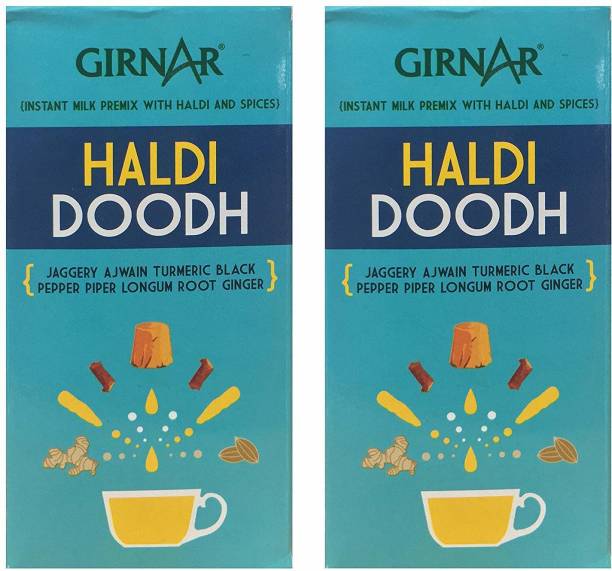 GIRNAR®
{INSTANT MILK PREMIX WITH HALDI AND SPICES}
HALDI
DOODH
{ JAGGERY AJWAIN TURMERIC BLACK
PEPPER PIPER LONGUM ROOT GINGER }
GIRNAR®
{INSTANT MILK PREMIX WITH HALDI AND SPICES}
HALDI
DOODH
{ JAGGERY AJWAIN TURMERIC BLACK
PEPPER PIPER LONGUM ROOT GINGER }